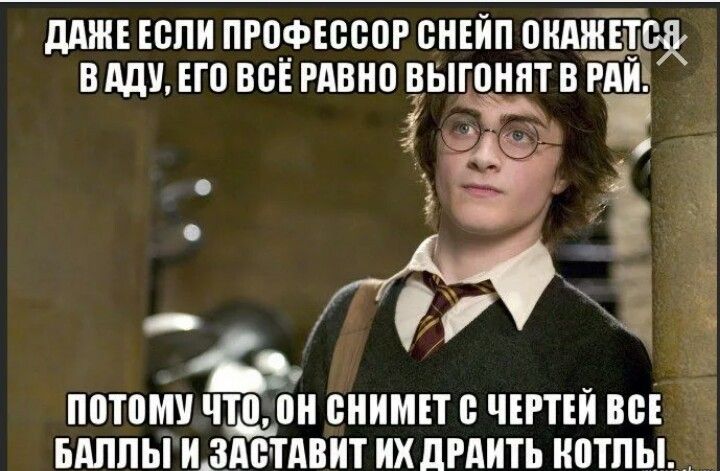 ДАЖЕ ЕСЛИ ПРОФЕССОР СНЕЙП ОКАЖЕТСЯ
В АДУ, ЕГО ВСЁ РАВНО ВЫГОНЯТ В РАЙ.
ПОТОМУ ЧТО, ОН СНИМЕТ С ЧЕРТЕЙ ВСЕ
БАЛЛЫ И ЗАСТАВИТ ИХ ДРАИТЬ КОТЛЫ.